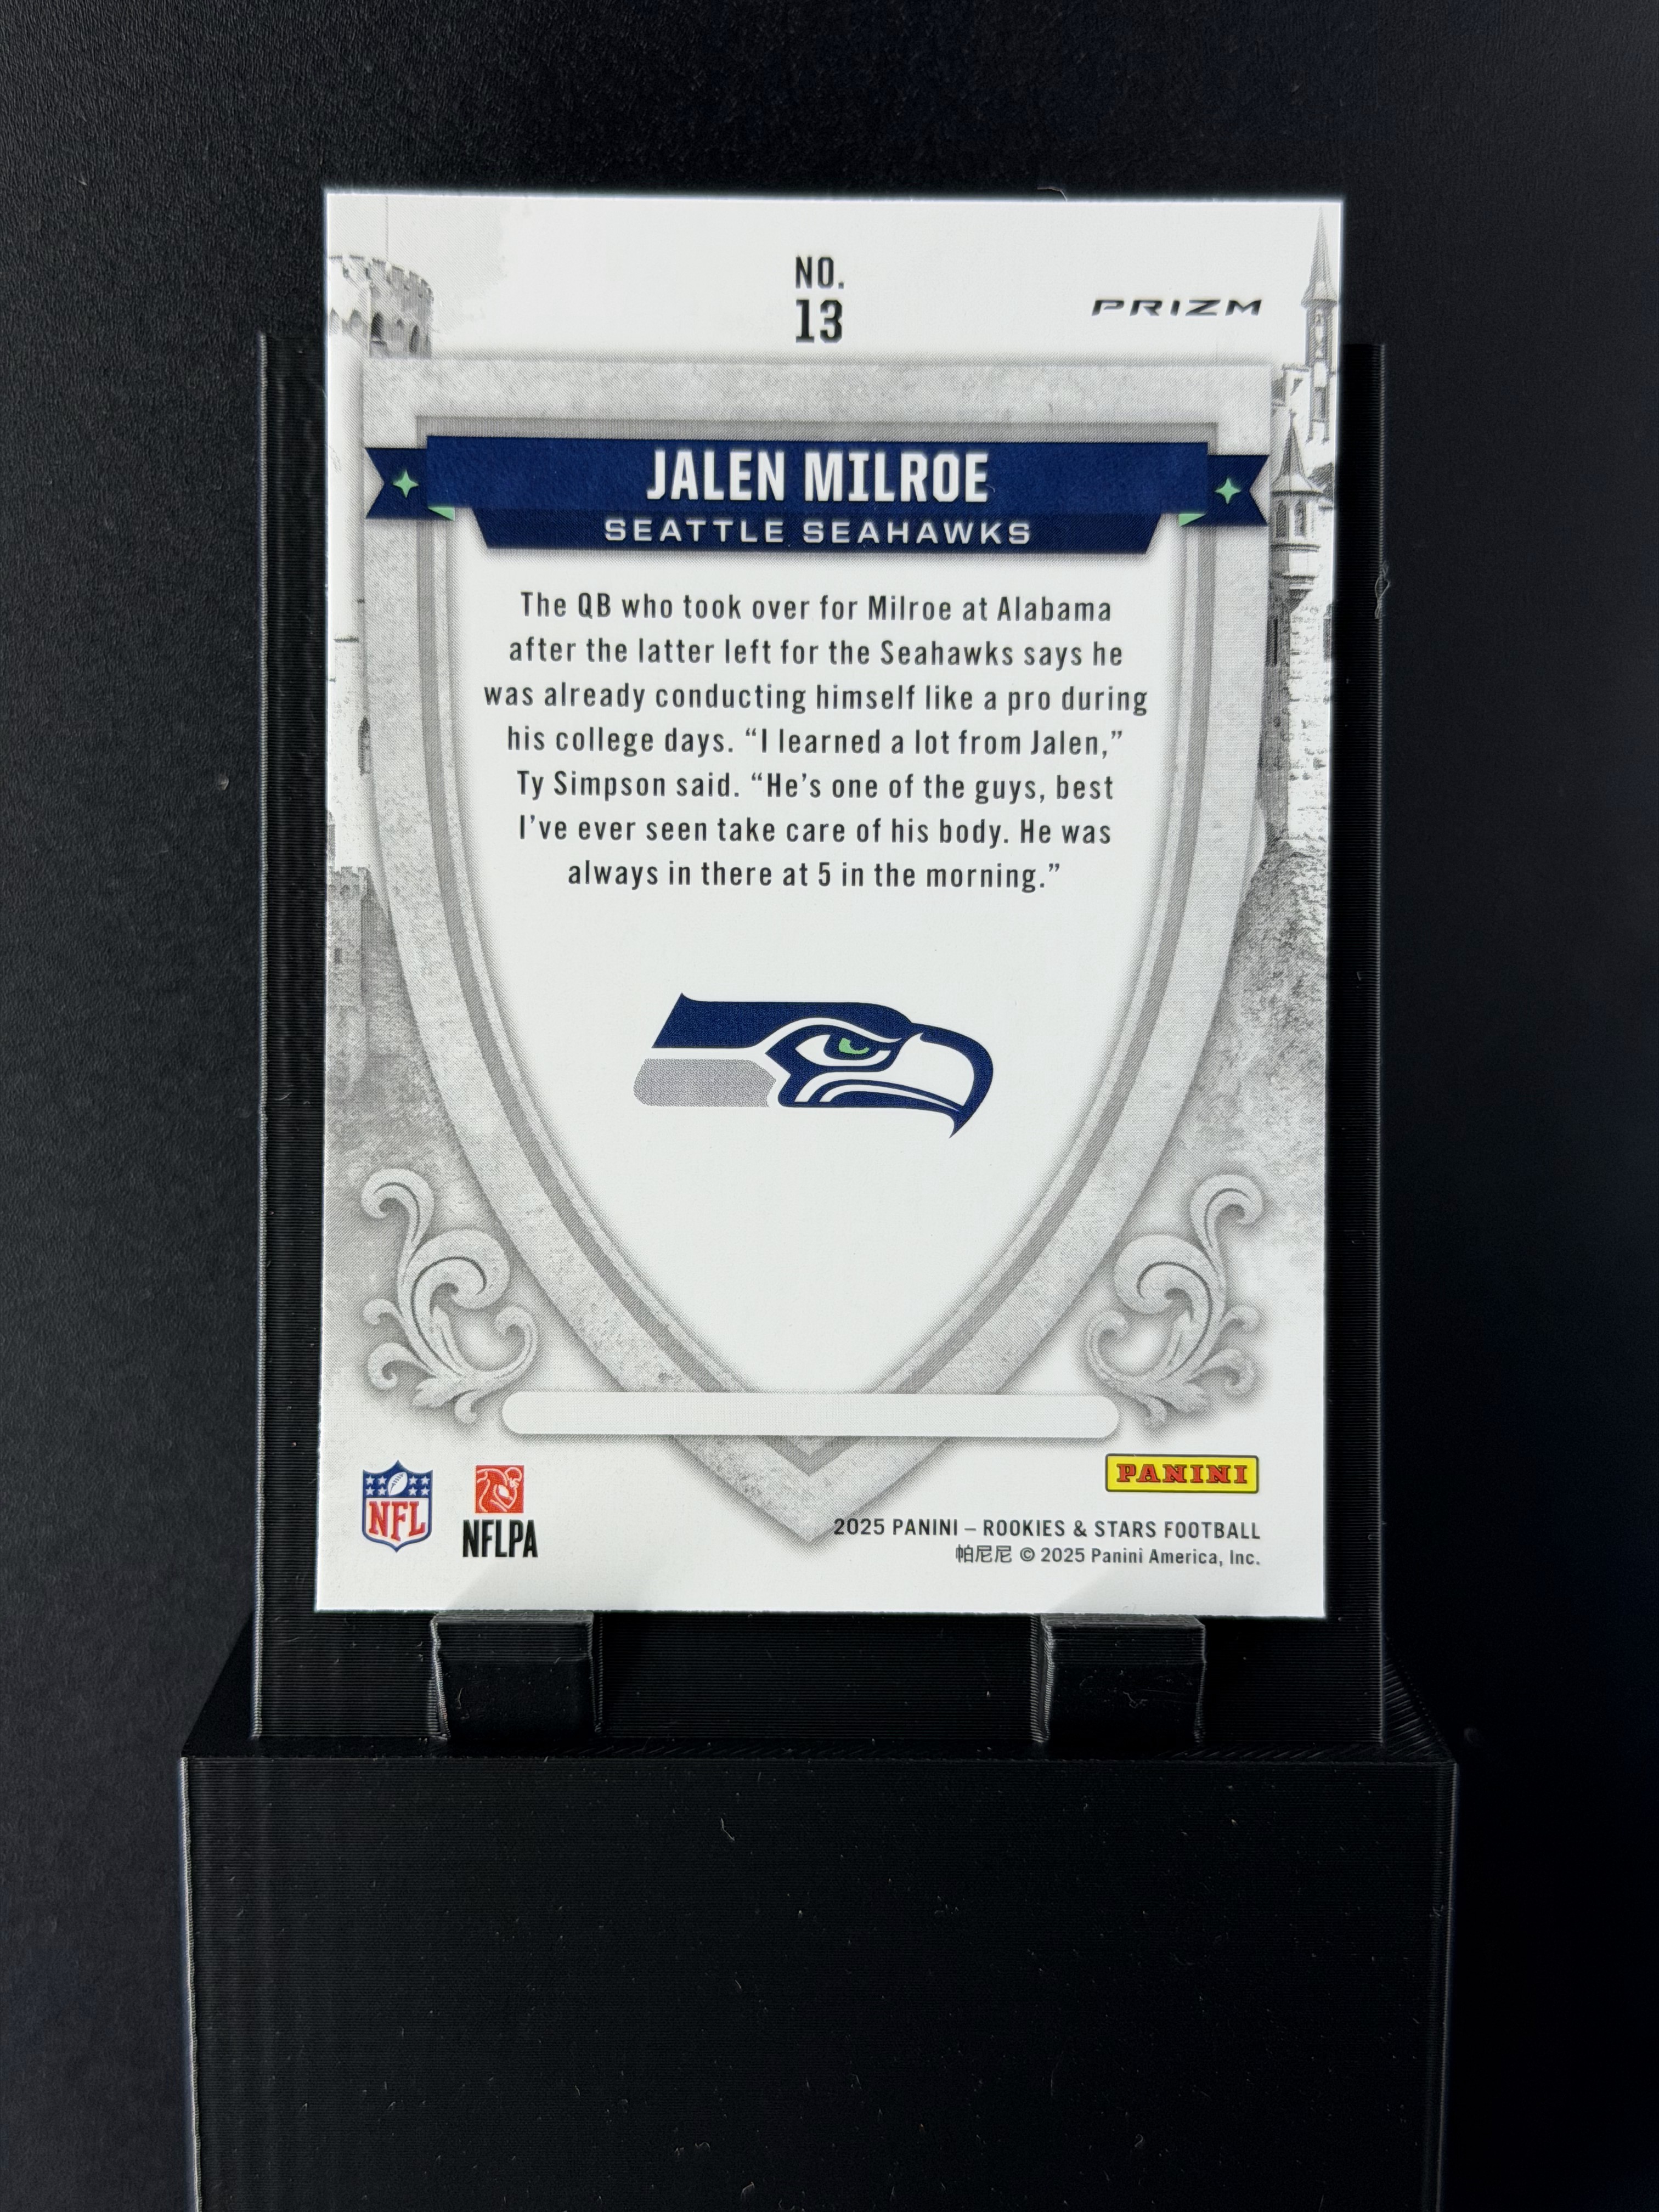 NO.
13
PRIZM
JALEN MILROE
SEATTLE SEAHAWKS
The QB who took over for Milroe at Alabama
after the latter left for the Seahawks says he
was already conducting himself like a pro during
his college days. “I learned a lot from Jalen,”
Ty Simpson said. “He’s one of the guys, best
I’ve ever seen take care of his body. He was
always in there at 5 in the morning.”
NFL
NFLPA
PANINI
2025 PANINI – ROOKIES & STARS FOOTBALL
帕尼尼 © 2025 Panini America, Inc.